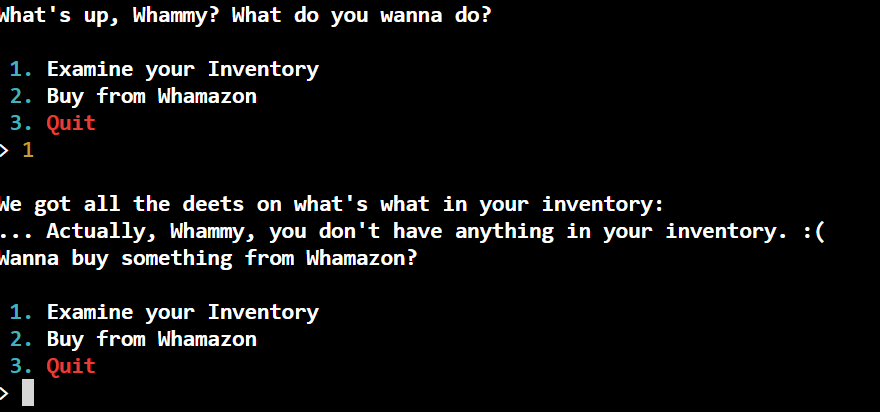 What's up, Whammy? What do you wanna do?
1. Examine your Inventory
2. Buy from Whamazon
3. Quit
> 1
We got all the deets on what's what in your inventory:
... Actually, Whammy, you don't have anything in your inventory. :(
Wanna buy something from Whamazon?
1. Examine your Inventory
2. Buy from Whamazon
3. Quit
>